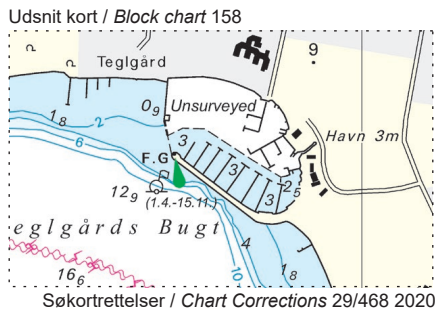 Udsnit kort / Block chart 158
Teglgård
9
0₉
Unsurveyed
1₈
2
6
3
Havn 3m
F.G
3
3
2₅
12₉
(1.4.-15.11.)
3
eglgårds Bugt
4
16₆
10
1₈
Søkortrettelser / Chart Corrections 29/468 2020